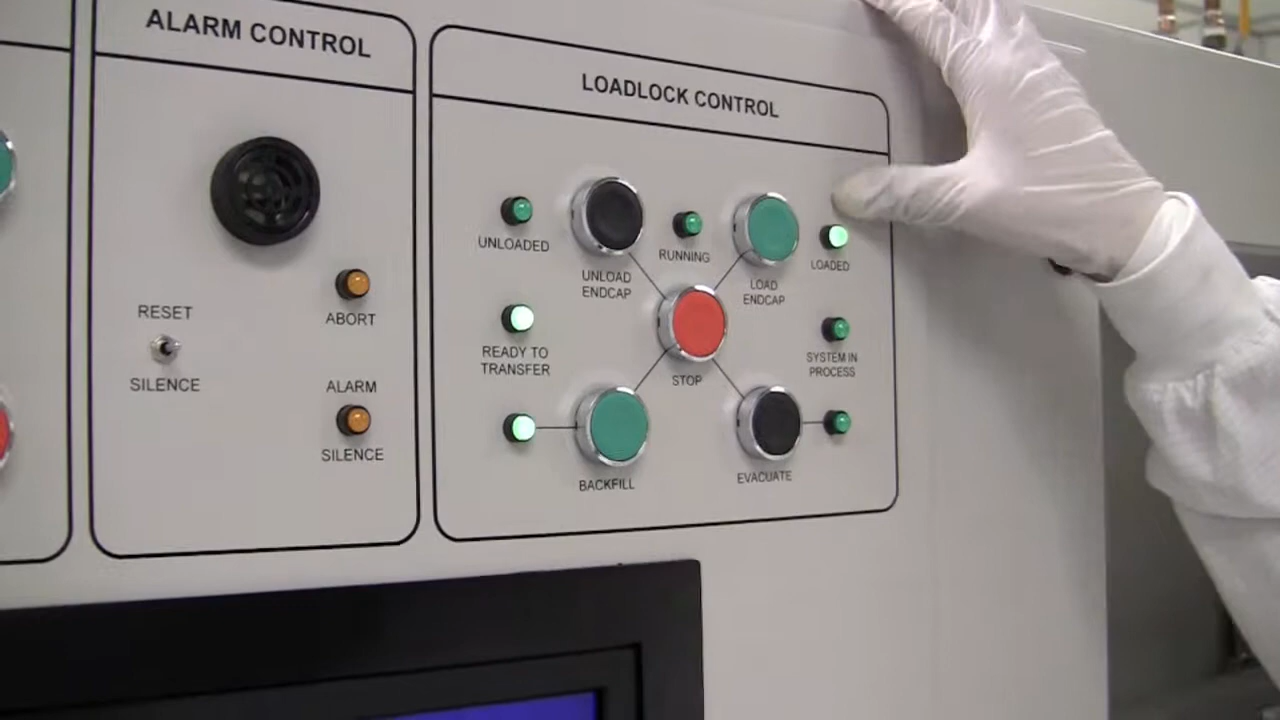 ALARM CONTROL
RESET
SILENCE
ABORT
ALARM
SILENCE
LOADLOCK CONTROL
UNLOADED
UNLOAD
ENDCAP
RUNNING
LOAD
ENDCAP
LOADED
READY TO
TRANSFER
STOP
SYSTEM IN
PROCESS
BACKFILL
EVACUATE